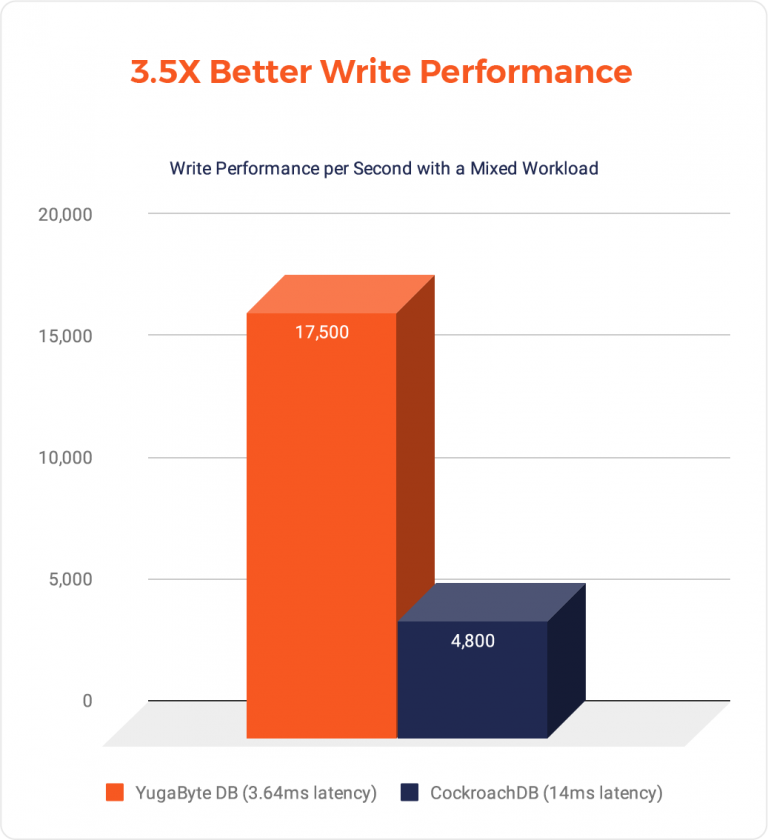 3.5X Better Write Performance
Write Performance per Second with a Mixed Workload
20,000
15,000
10,000
5,000
0
17,500
4,800
YugaByte DB (3.64ms latency) CockroachDB (14ms latency)